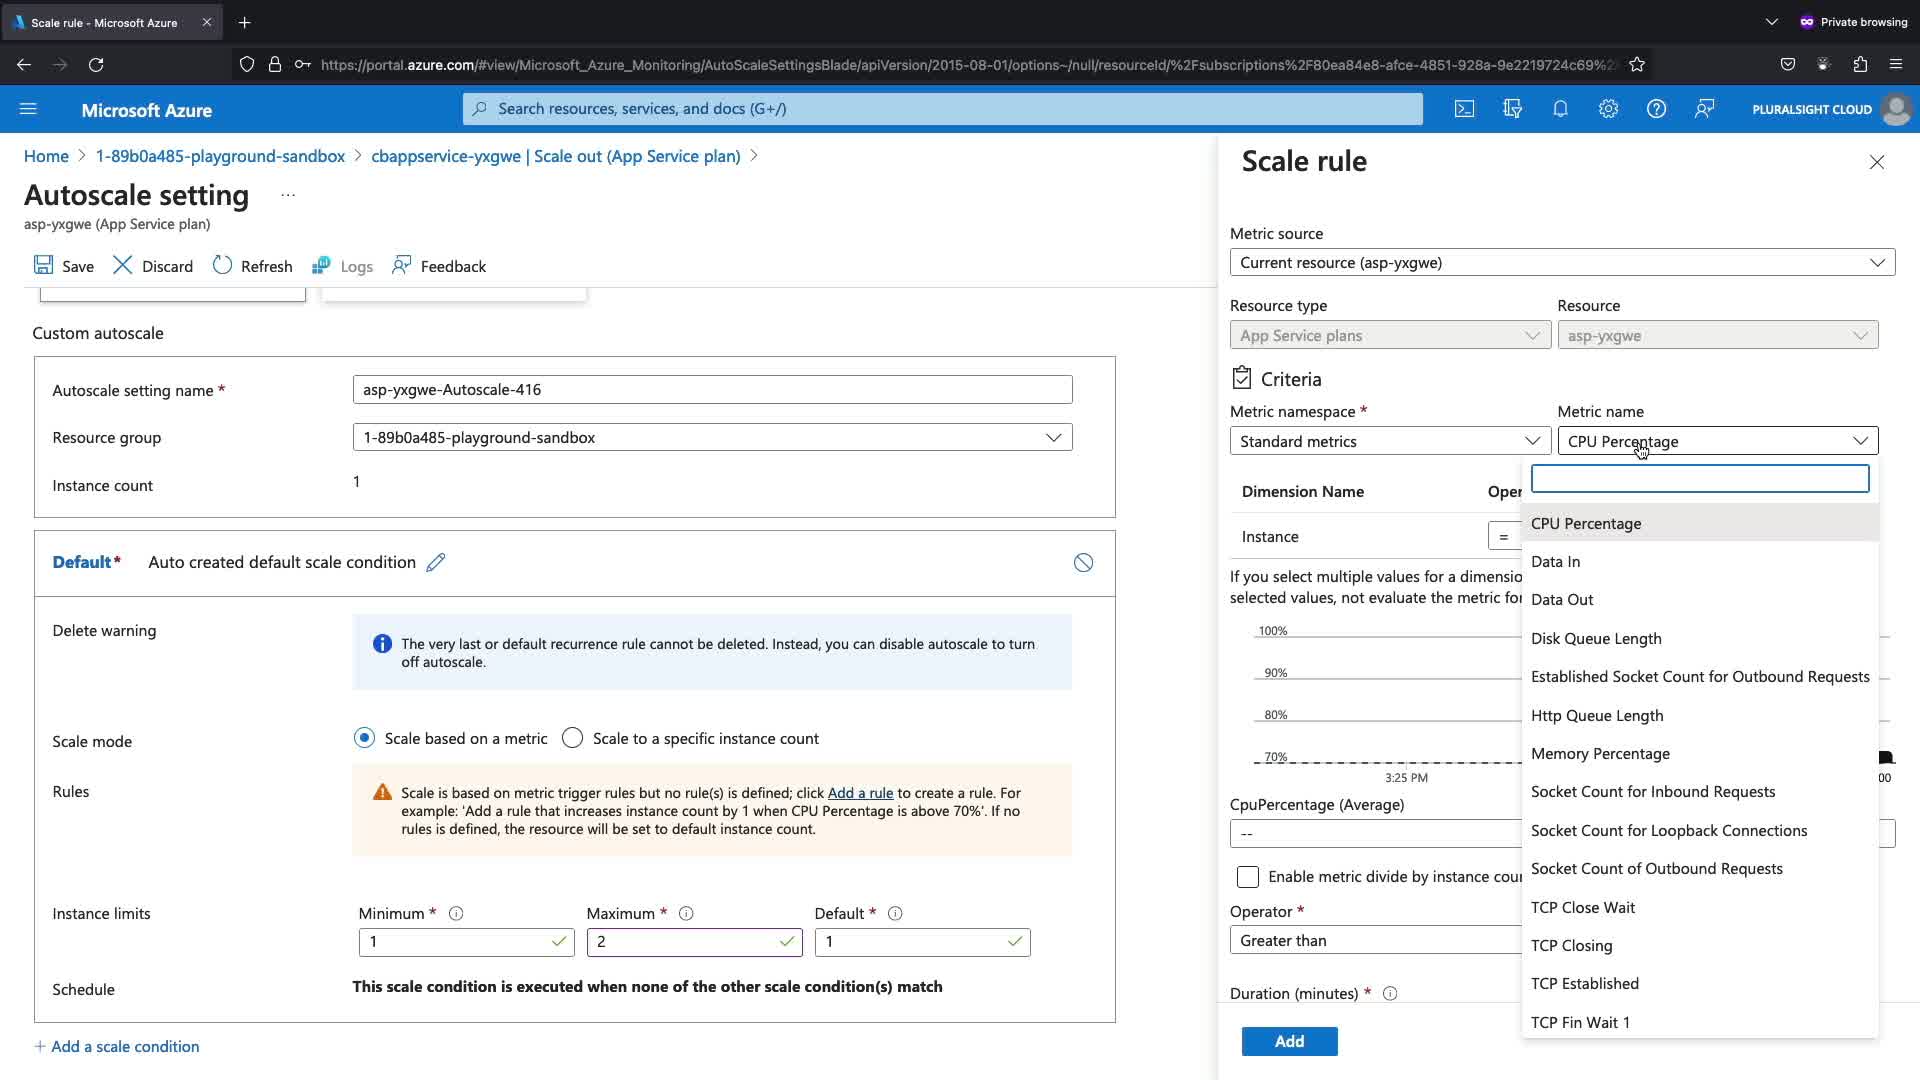 Scale rule - Microsoft Azure
Private browsing
https://portal.azure.com/#view/Microsoft_Azure_Monitoring/AutoScaleSettingsBlade/apiVersion/2015-08-01/options~/null/resourceId/%2Fsubscriptions%2F80ea84e8-afce-4851-928a-9e2219724c69%2
Microsoft Azure
Search resources, services, and docs (G+/)
PLURALSIGHT CLOUD
Home > 1-89b0a485-playground-sandbox > cbappservice-yxgwe | Scale out (App Service plan) >
Autoscale setting ...
asp-yxgwe (App Service plan)
Save Discard Refresh Logs Feedback
Custom autoscale
Autoscale setting name *
asp-yxgwe-Autoscale-416
Resource group
1-89b0a485-playground-sandbox
Instance count
1
Default* Auto created default scale condition
Delete warning
The very last or default recurrence rule cannot be deleted. Instead, you can disable autoscale to turn
off autoscale.
Scale mode
Scale based on a metric
Scale to a specific instance count
Rules
Scale is based on metric trigger rules but no rule(s) is defined; click Add a rule to create a rule. For
example: 'Add a rule that increases instance count by 1 when CPU Percentage is above 70%'. If no
rules is defined, the resource will be set to default instance count.
Instance limits
Minimum *
1
Maximum *
2
Default *
1
Schedule
This scale condition is executed when none of the other scale condition(s) match
+ Add a scale condition
Scale rule
Metric source
Current resource (asp-yxgwe)
Resource type
App Service plans
Resource
asp-yxgwe
Criteria
Metric namespace *
Standard metrics
Metric name
CPU Percentage
Dimension Name
Oper
Instance
=
If you select multiple values for a dimensio
selected values, not evaluate the metric for
100%
90%
80%
70%
3:25 PM
00
CpuPercentage (Average)
--
Enable metric divide by instance cour
Operator *
Greater than
Duration (minutes) *
Add
CPU Percentage
Data In
Data Out
Disk Queue Length
Established Socket Count for Outbound Requests
Http Queue Length
Memory Percentage
Socket Count for Inbound Requests
Socket Count for Loopback Connections
Socket Count of Outbound Requests
TCP Close Wait
TCP Closing
TCP Established
TCP Fin Wait 1